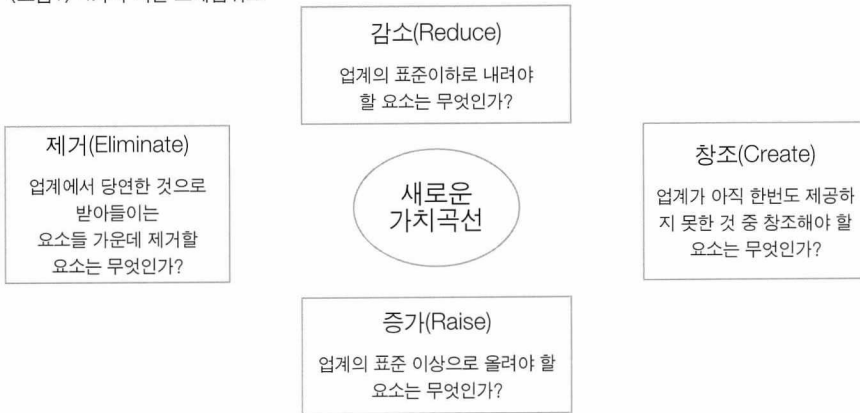 감소(Reduce)
업계의 표준이하로 내려야
할 요소는 무엇인가?
제거(Eliminate)
업계에서 당연한 것으로
받아들이는
요소들 가운데 제거할
요소는 무엇인가?
새로운
가치곡선
창조(Create)
업계가 아직 한번도 제공하
지 못한 것 중 창조해야 할
요소는 무엇인가?
증가(Raise)
업계의 표준 이상으로 올려야 할
요소는 무엇인가?